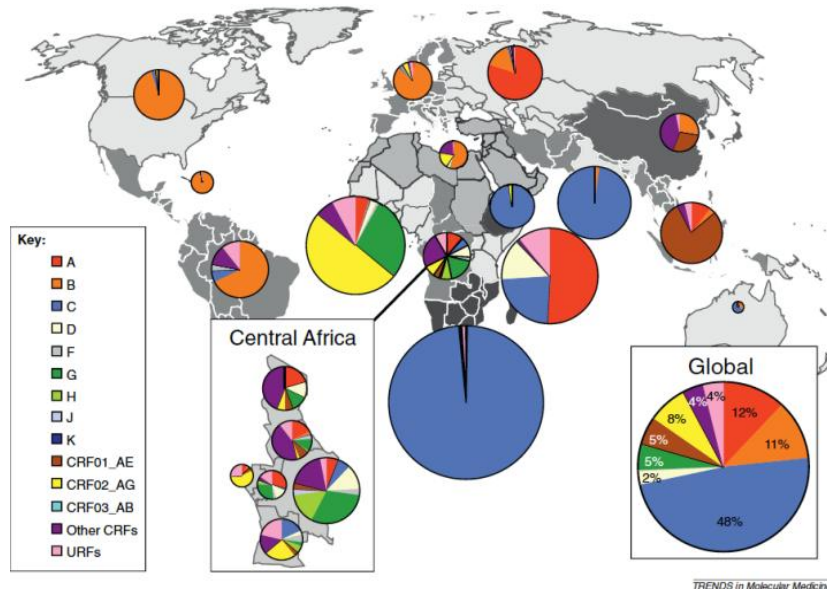 Key:
A
B
C
D
F
G
H
J
K
CRF01_AE
CRF02_AG
CRF03_AB
Other CRFs
URFs
Central Africa
Global
4%
4%
12%
8%
11%
5%
5%
2%
48%
TRENDS in Molecular Medicine